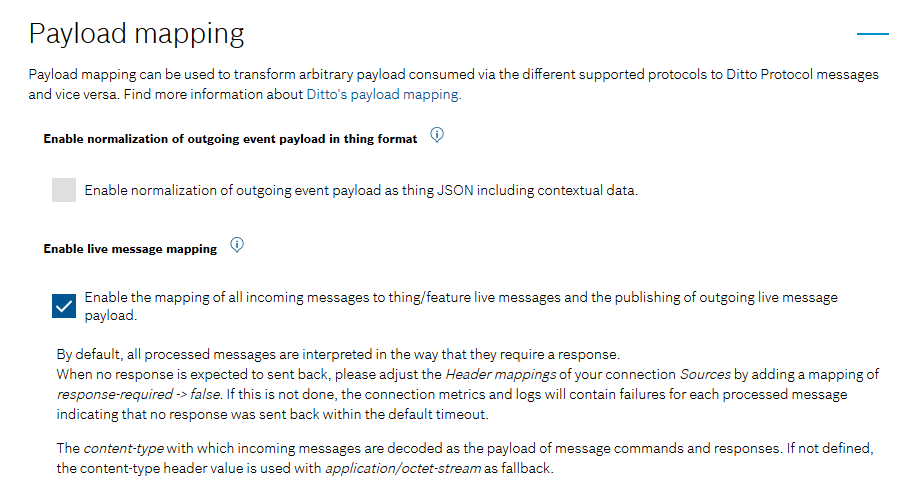 Payload mapping
Payload mapping can be used to transform arbitrary payload consumed via the different supported protocols to Ditto Protocol messages
and vice versa. Find more information about Ditto's payload mapping.
Enable normalization of outgoing event payload in thing format
Enable normalization of outgoing event payload as thing JSON including contextual data.
Enable live message mapping
Enable the mapping of all incoming messages to thing/feature live messages and the publishing of outgoing live message
payload.
By default, all processed messages are interpreted in the way that they require a response.
When no response is expected to sent back, please adjust the Header mappings of your connection Sources by adding a mapping of
response-required -> false. If this is not done, the connection metrics and logs will contain failures for each processed message
indicating that no response was sent back within the default timeout.
The content-type with which incoming messages are decoded as the payload of message commands and responses. If not defined,
the content-type header value is used with application/octet-stream as fallback.